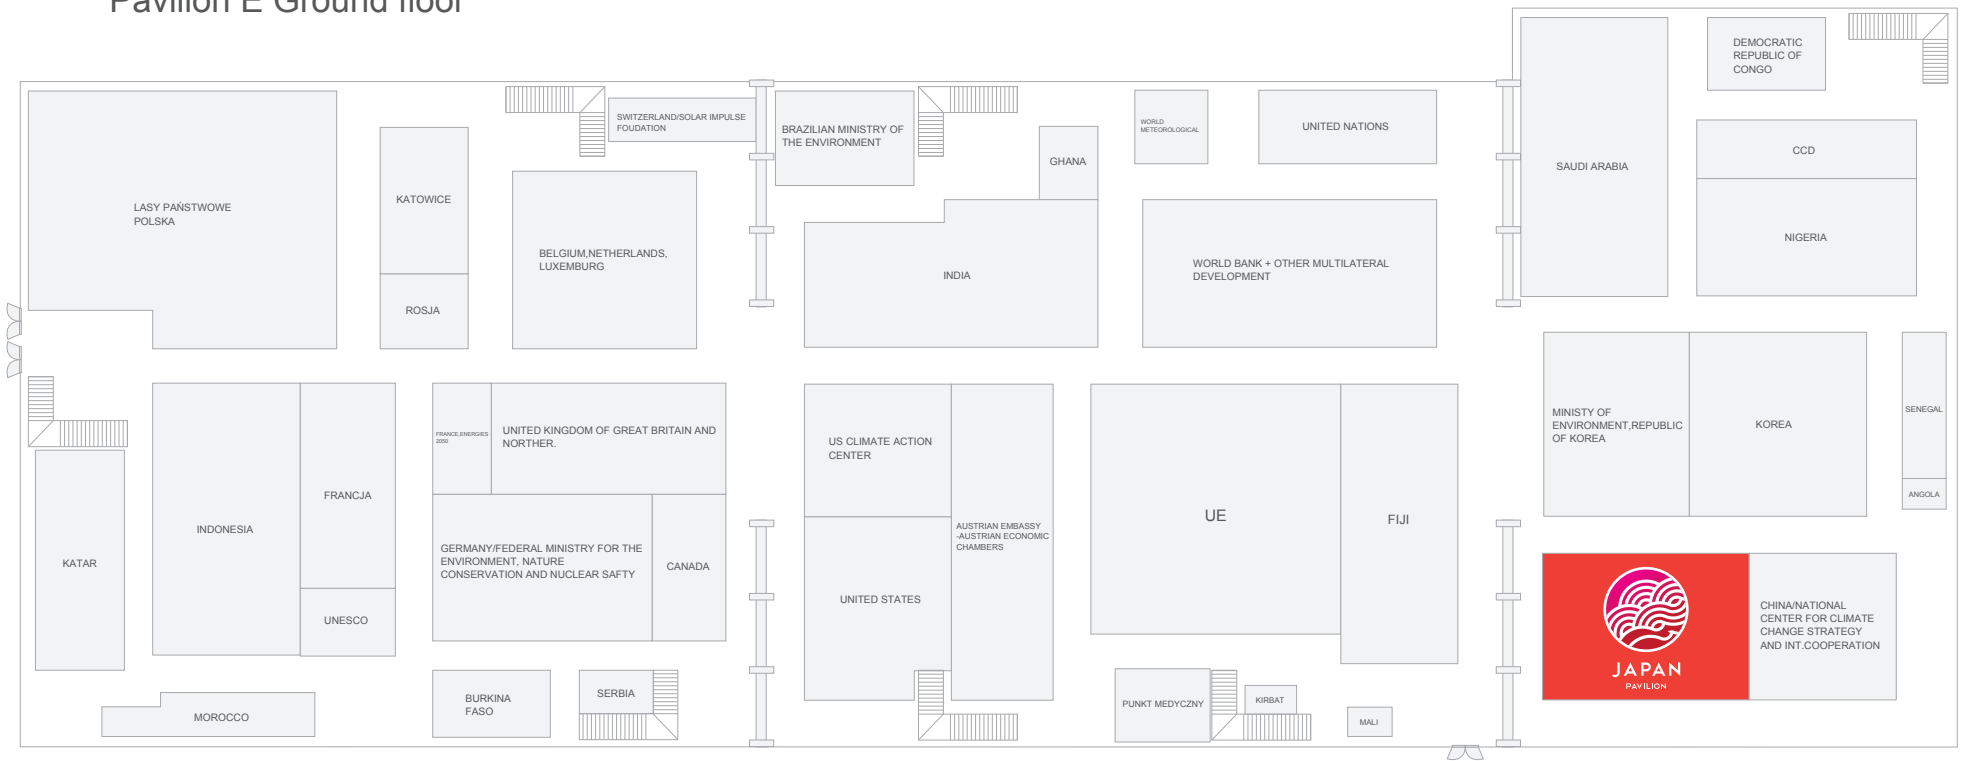 Pavilion E Ground floor
DEMOCRATIC
REPUBLIC OF
CONGO
SWITZERLAND/SOLAR IMPULSE
FOUDATION
BRAZILIAN MINISTRY OF
THE ENVIRONMENT
WORLD
METEOROLOGICAL
UNITED NATIONS
GHANA
SAUDI ARABIA
CCD
LASY PAŃSTWOWE
POLSKA
KATOWICE
BELGIUM,NETHERLANDS,
LUXEMBURG
INDIA
WORLD BANK + OTHER MULTILATERAL
DEVELOPMENT
NIGERIA
ROSJA
FRANCE,ENERGIES
2050
UNITED KINGDOM OF GREAT BRITAIN AND
NORTHER.
US CLIMATE ACTION
CENTER
MINISTY OF
ENVIRONMENT,REPUBLIC
OF KOREA
KOREA
SENEGAL
ANGOLA
INDONESIA
FRANCJA
UE
FIJI
KATAR
GERMANY/FEDERAL MINISTRY FOR THE
ENVIRONMENT, NATURE
CONSERVATION AND NUCLEAR SAFTY
CANADA
AUSTRIAN EMBASSY
-AUSTRIAN ECONOMIC
CHAMBERS
UNITED STATES
UNESCO
JAPAN
PAVILION
CHINA/NATIONAL
CENTER FOR CLIMATE
CHANGE STRATEGY
AND INT.COOPERATION
MOROCCO
BURKINA
FASO
SERBIA
PUNKT MEDYCZNY
KIRBAT
MALI